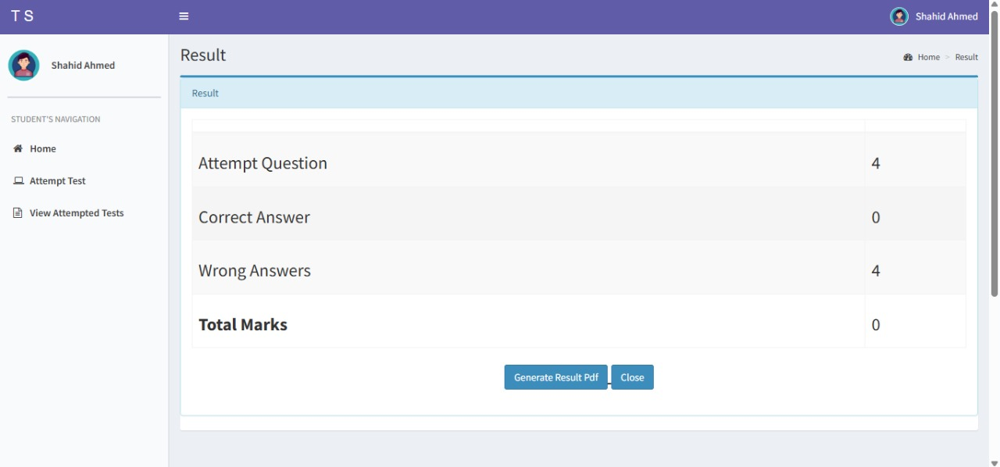 T S
Shahid Ahmed
Shahid Ahmed
STUDENT'S NAVIGATION
Home
Attempt Test
View Attempted Tests
Result
Home > Result
Result
Attempt Question 4
Correct Answer 0
Wrong Answers 4
Total Marks 0
Generate Result Pdf Close